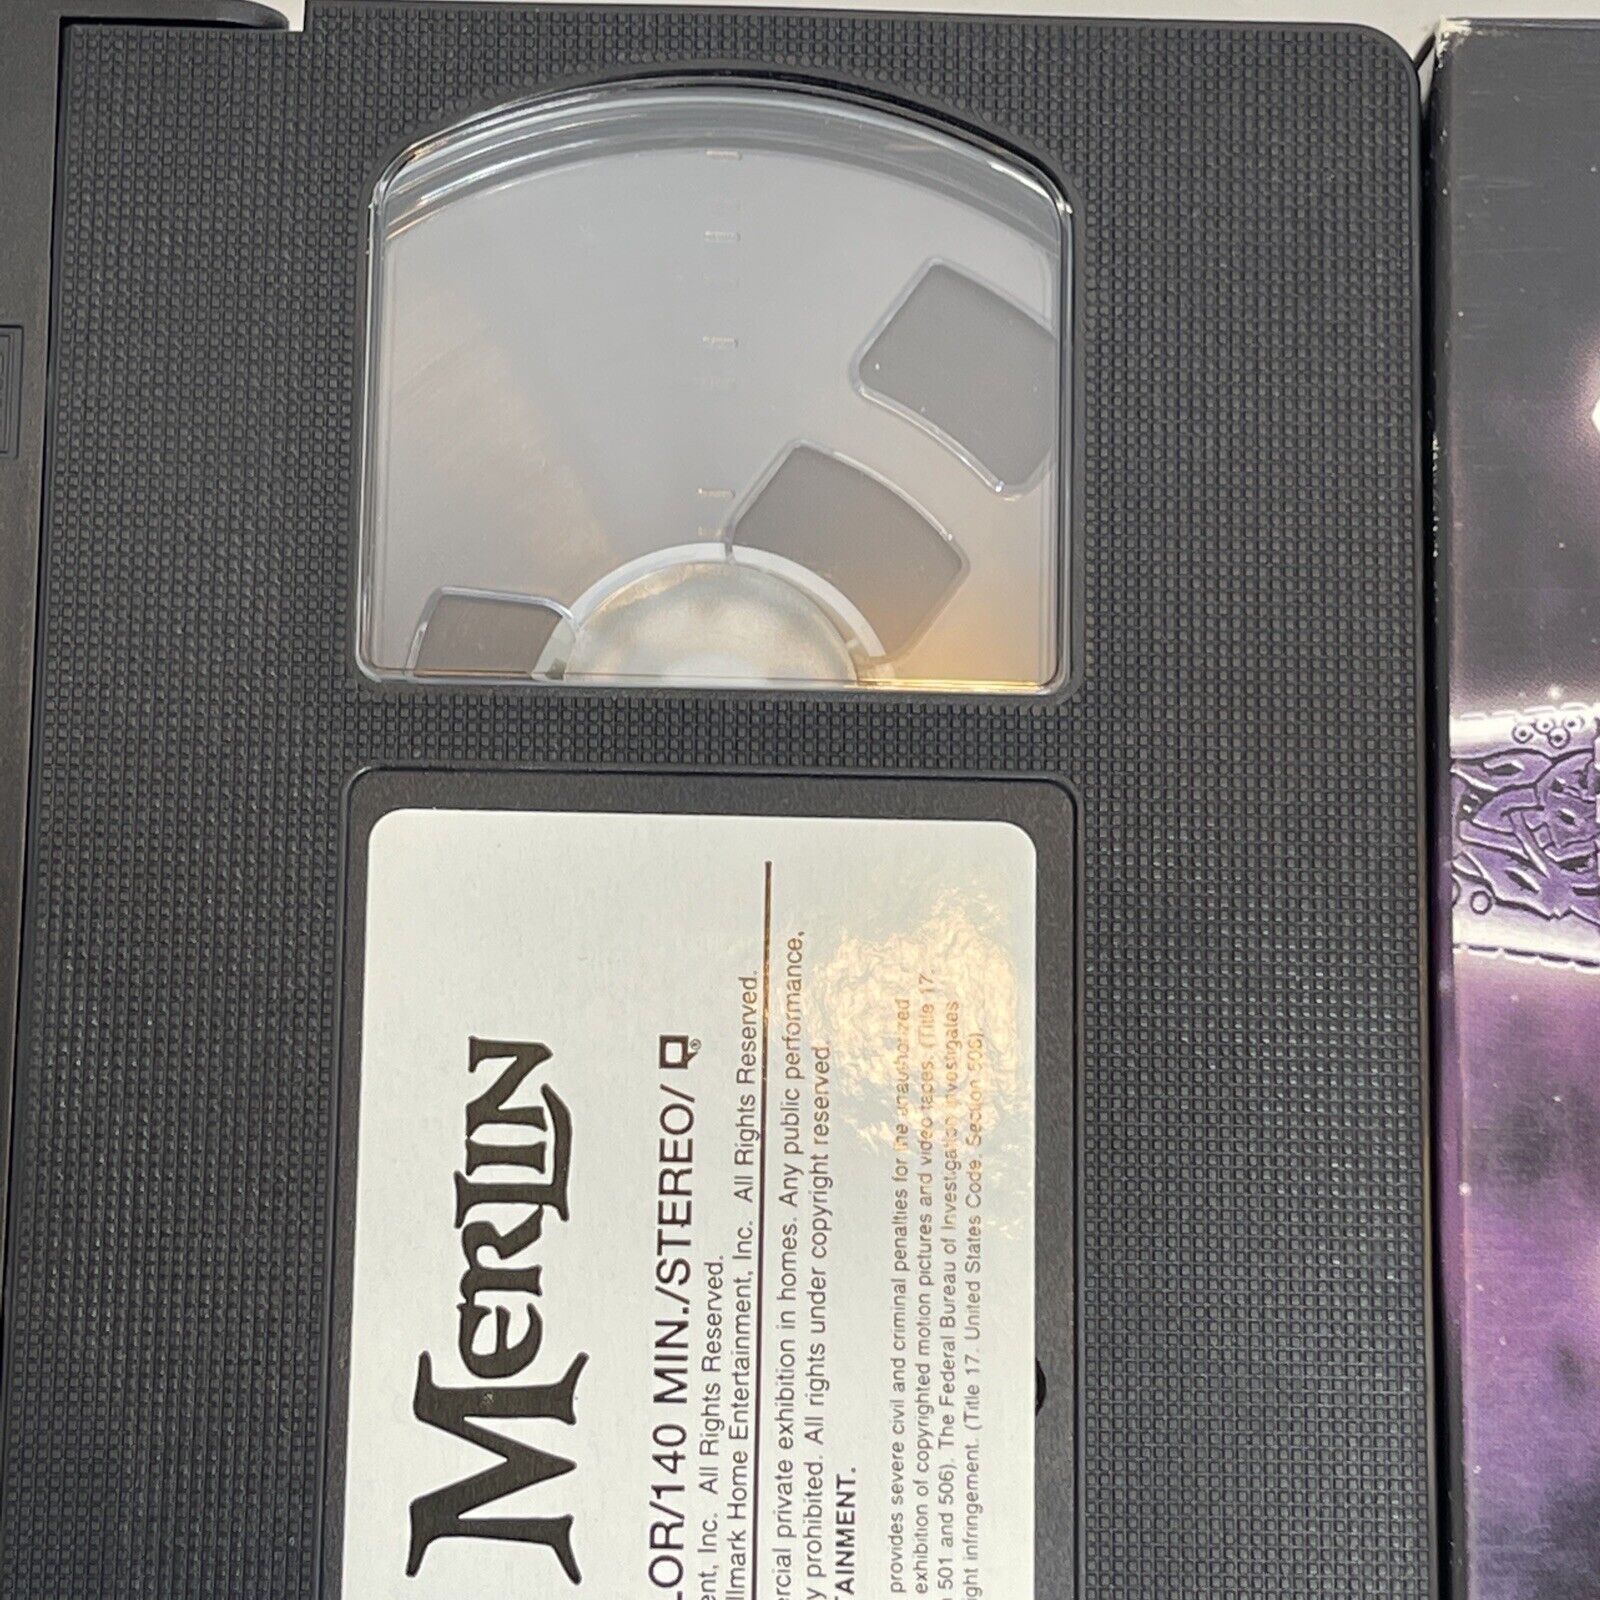 MERLIN
LOR/140 MIN./STEREO/
ent, Inc. All Rights Reserved.
llmark Home Entertainment, Inc. All Rights Reserved.
ercial private exhibition in homes. Any public performance,
y prohibited. All rights under copyright reserved.
TAINMENT.
provides severe civil and criminal penalties for the unauthorized
exhibition of copyrighted motion pictures and video tapes. (Title 17,
501 and 506). The Federal Bureau of Investigation investigates
ight infringement. (Title 17. United States Code. Section 506).